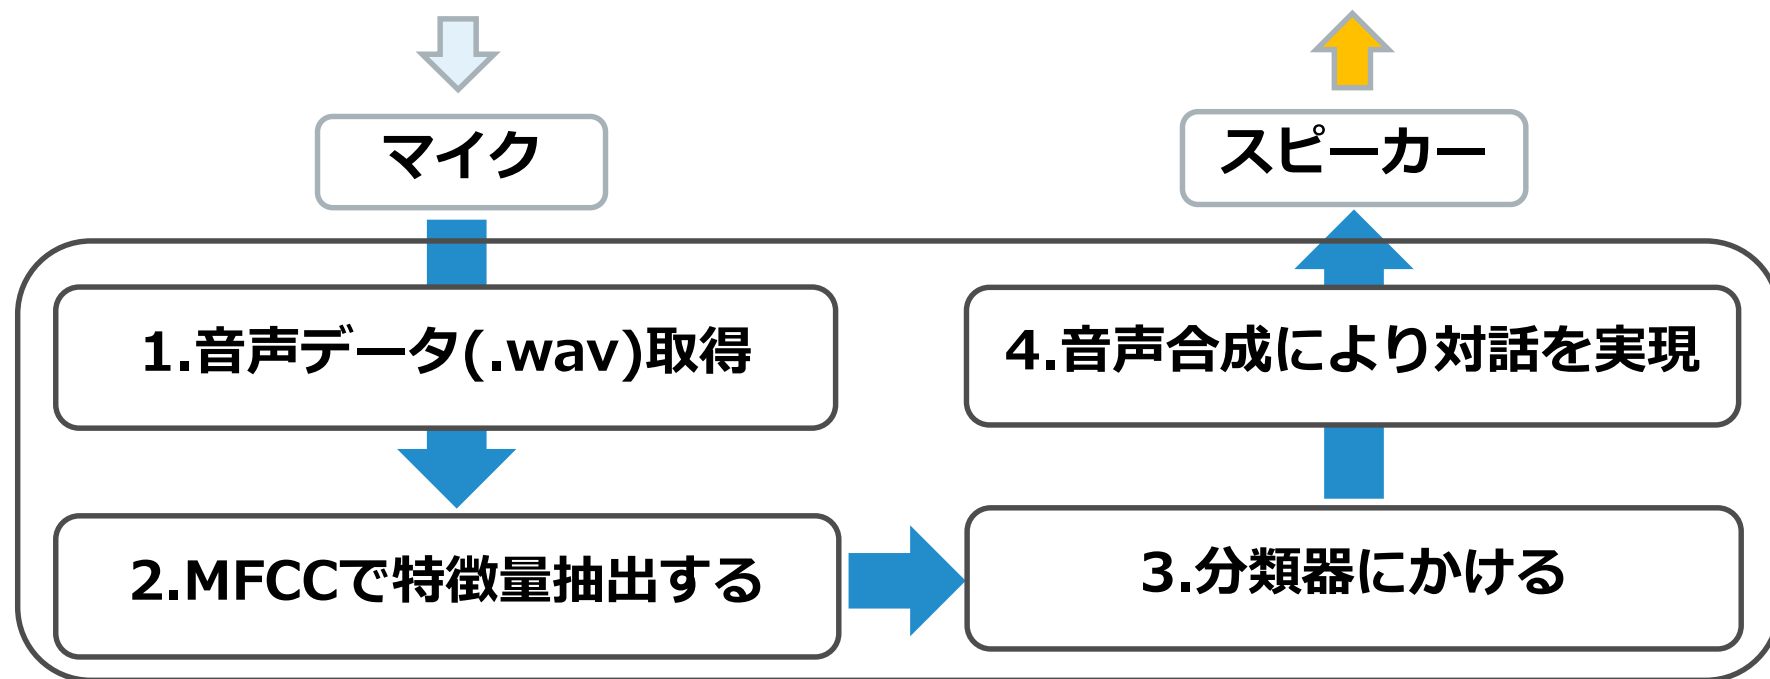 マイク
スピーカー
1.音声データ(.wav)取得
4.音声合成により対話を実現
2.MFCCで特徴量抽出する
3.分類器にかける